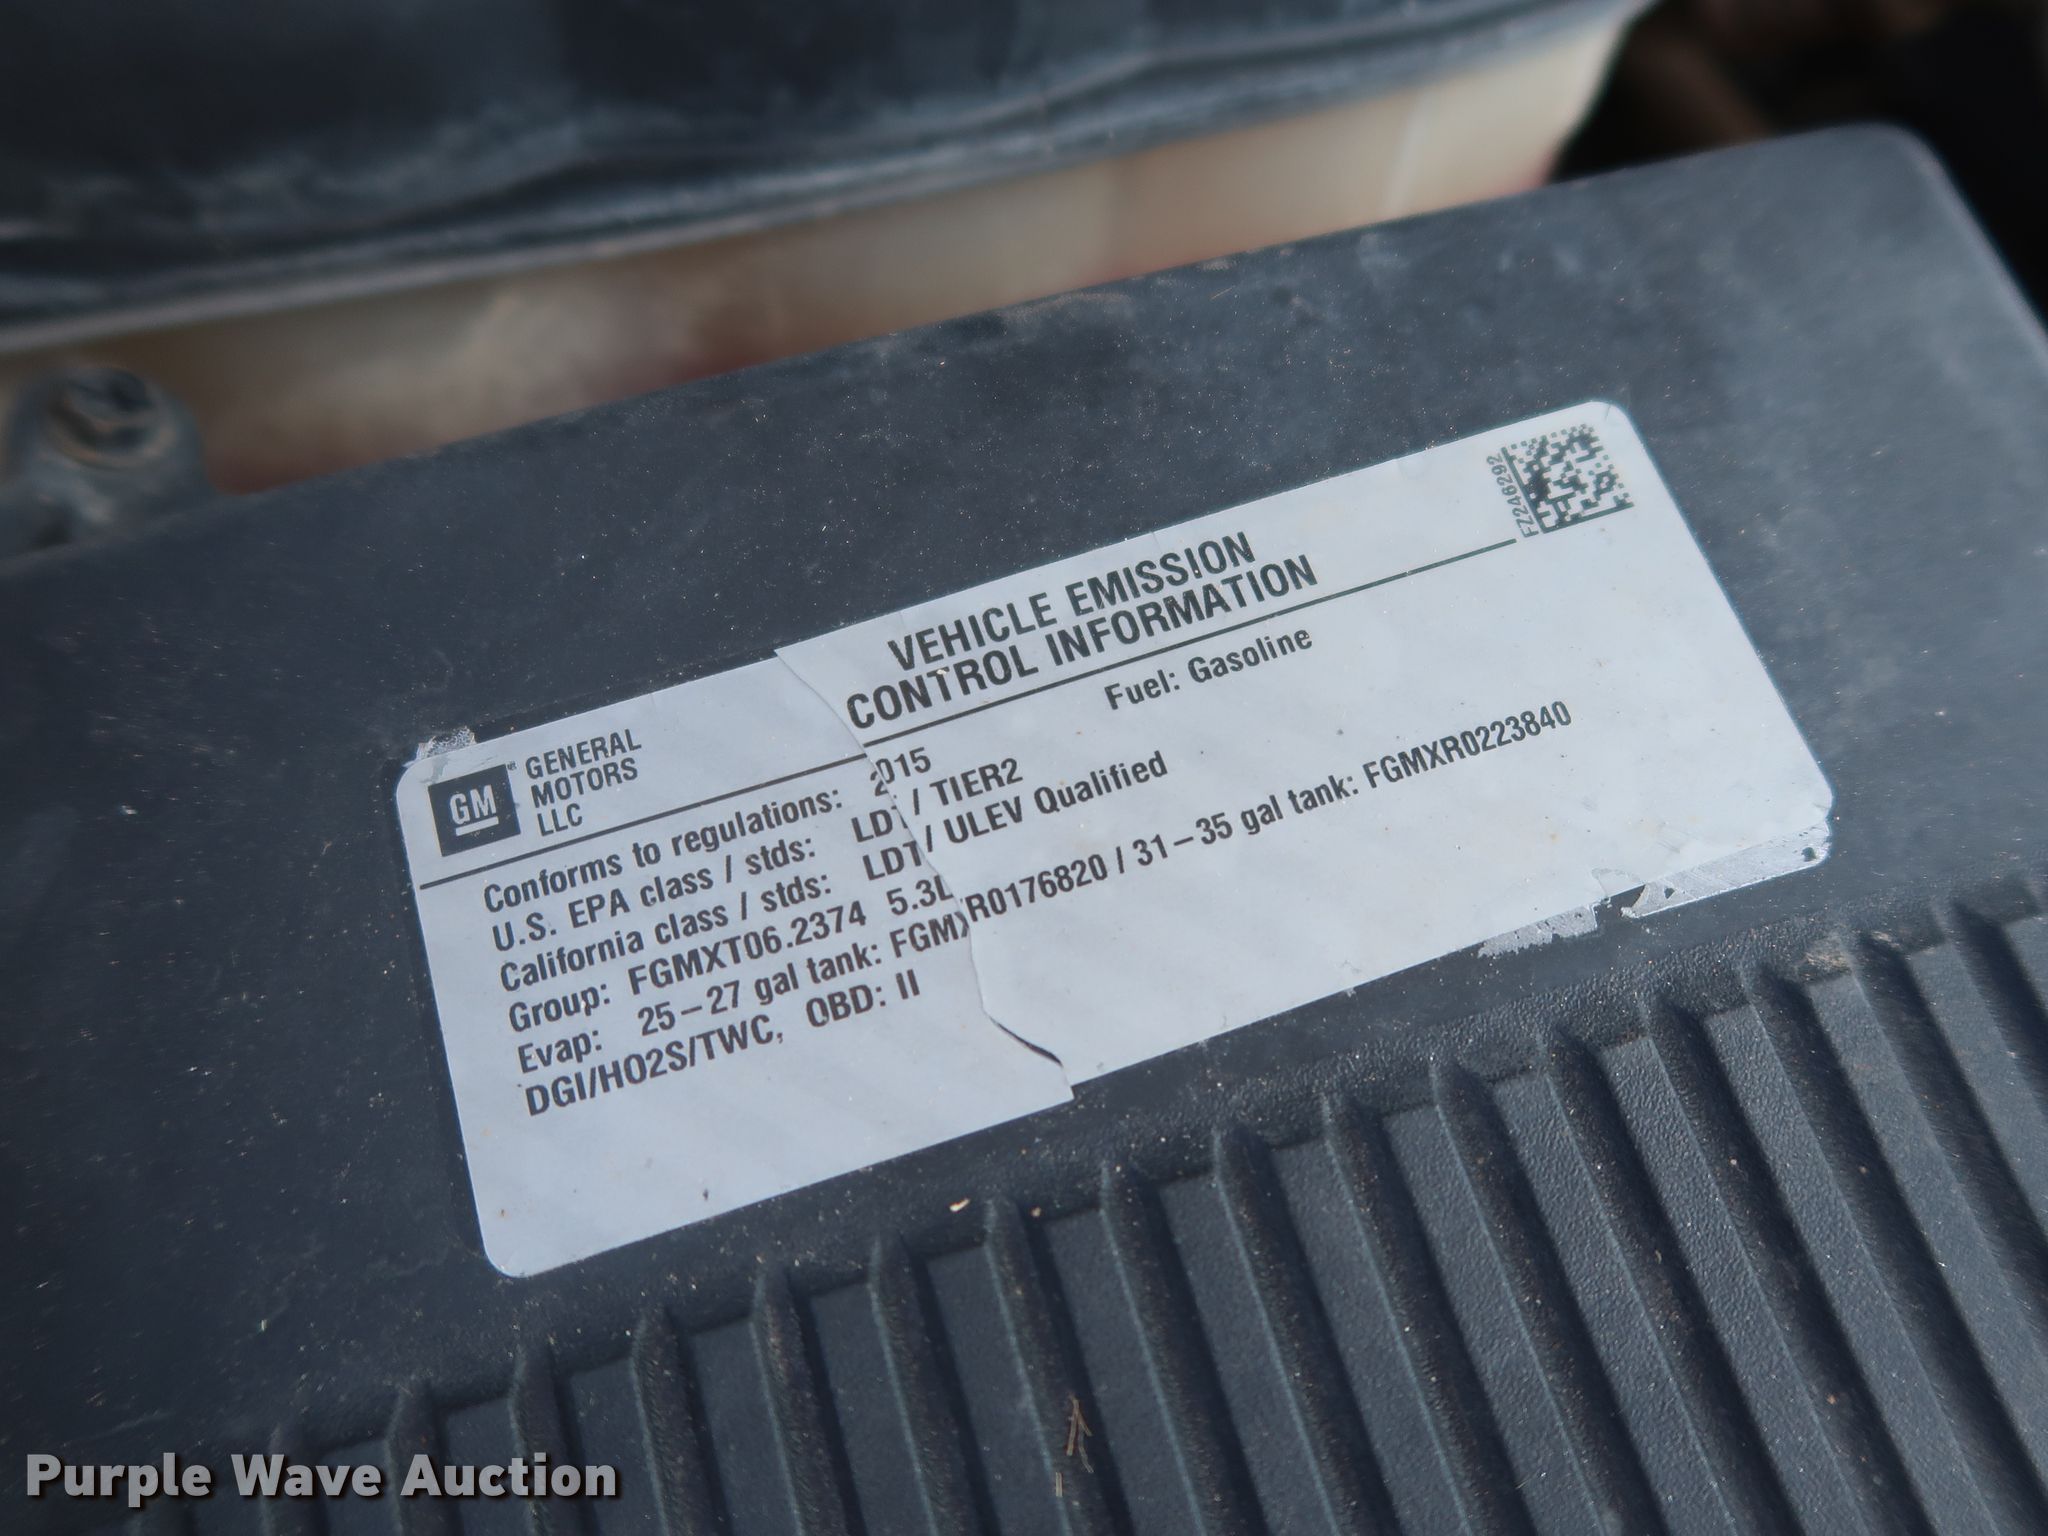 FZ2446292
VEHICLE EMISSION
CONTROL INFORMATION
GM
GENERAL
MOTORS
LLC
Fuel: Gasoline
Conforms to regulations: 2015
U.S. EPA class / stds: LDT / TIER2
California class / stds: LDT / ULEV Qualified
Group: FGMXT06.2374 5.3L
Evap: 25-27 gal tank: FGMXR0176820 / 31-35 gal tank: FGMXR0223840
DGI/HO2S/TWC, OBD: II
Purple Wave Auction